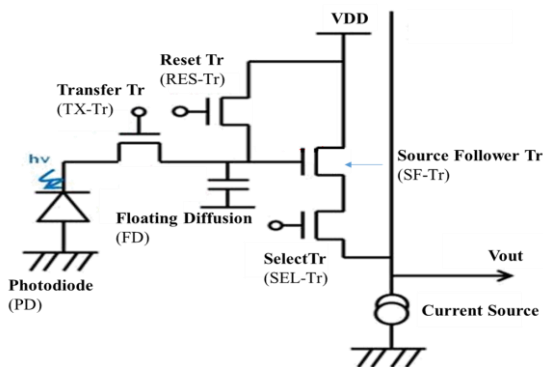 VDD
Reset Tr
(RES-Tr)
Transfer Tr
(TX-Tr)
hv
Source Follower Tr
(SF-Tr)
Floating Diffusion
(FD)
SelectTr
(SEL-Tr)
Vout
Photodiode
(PD)
Current Source